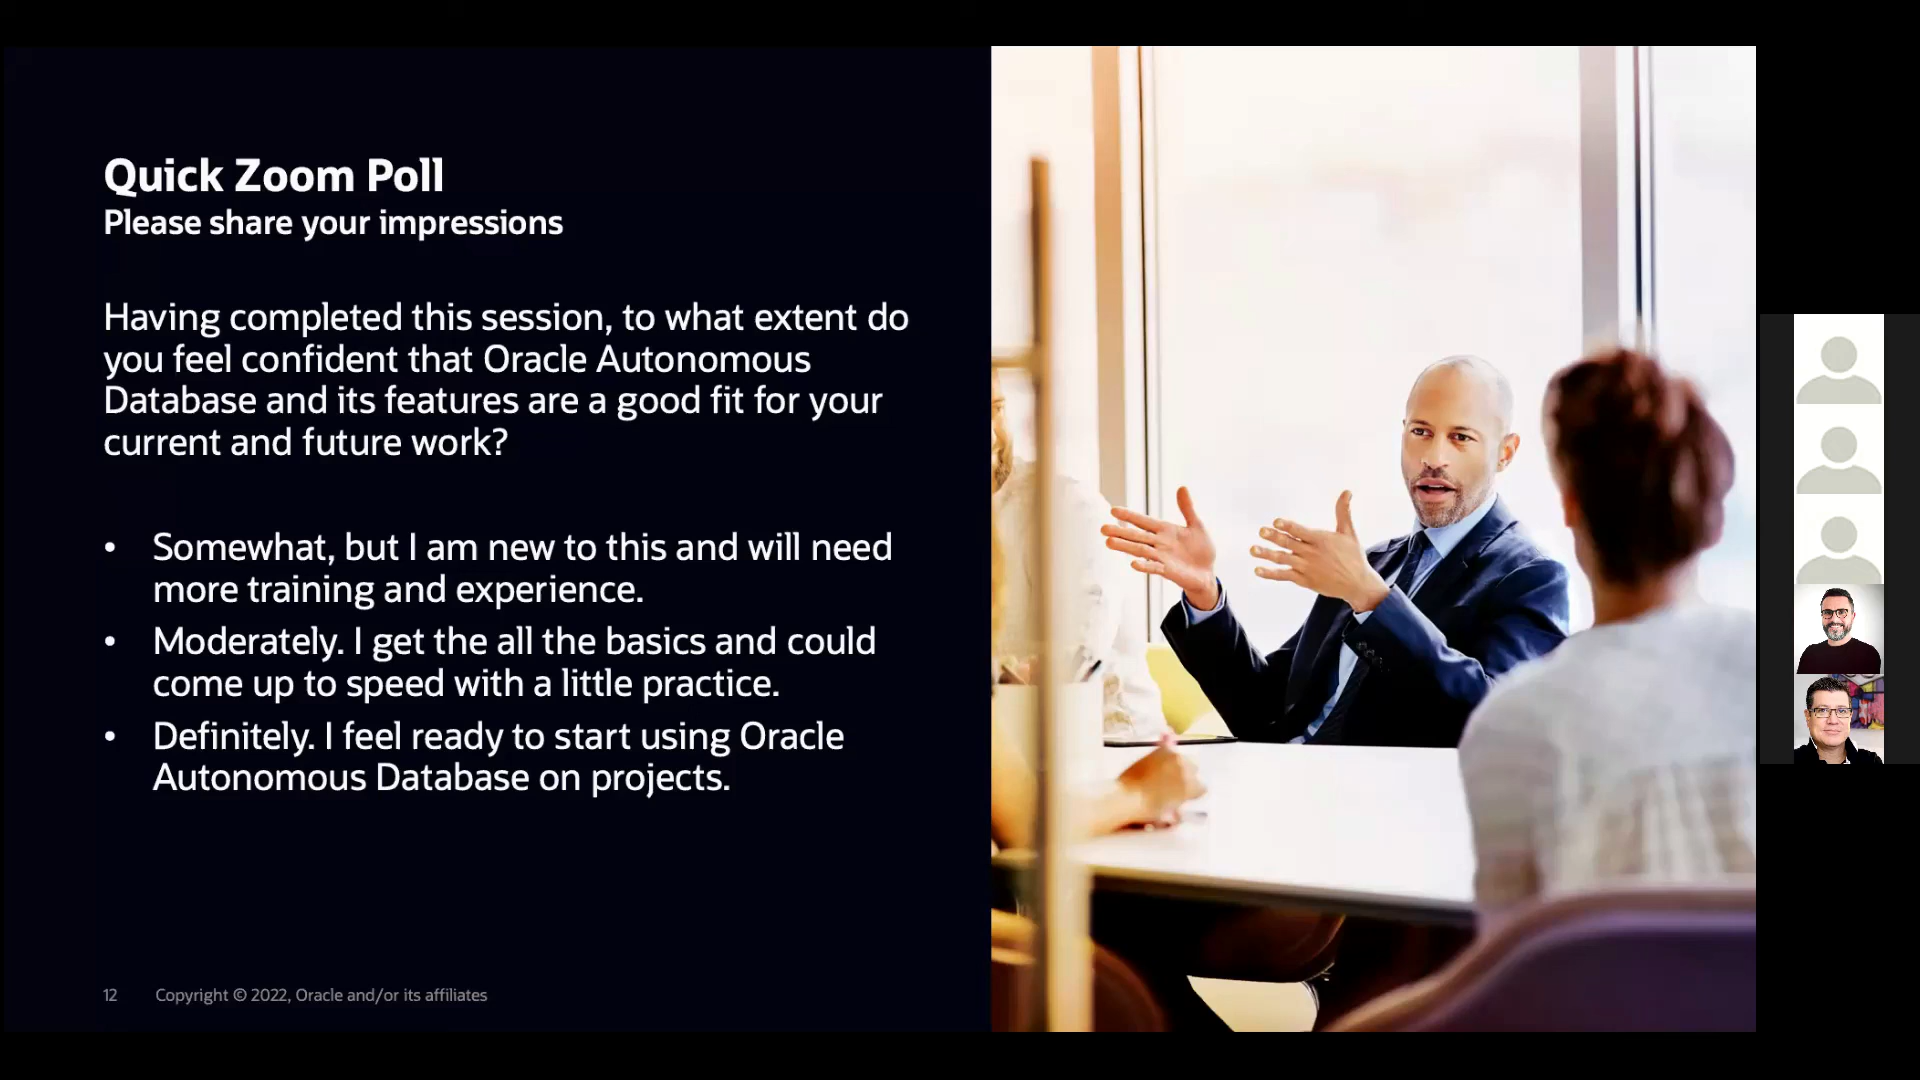 Quick Zoom Poll
Please share your impressions
Having completed this session, to what extent do
you feel confident that Oracle Autonomous
Database and its features are a good fit for your
current and future work?
• Somewhat, but I am new to this and will need
more training and experience.
• Moderately. I get the all the basics and could
come up to speed with a little practice.
• Definitely. I feel ready to start using Oracle
Autonomous Database on projects.
12 Copyright © 2022, Oracle and/or its affiliates